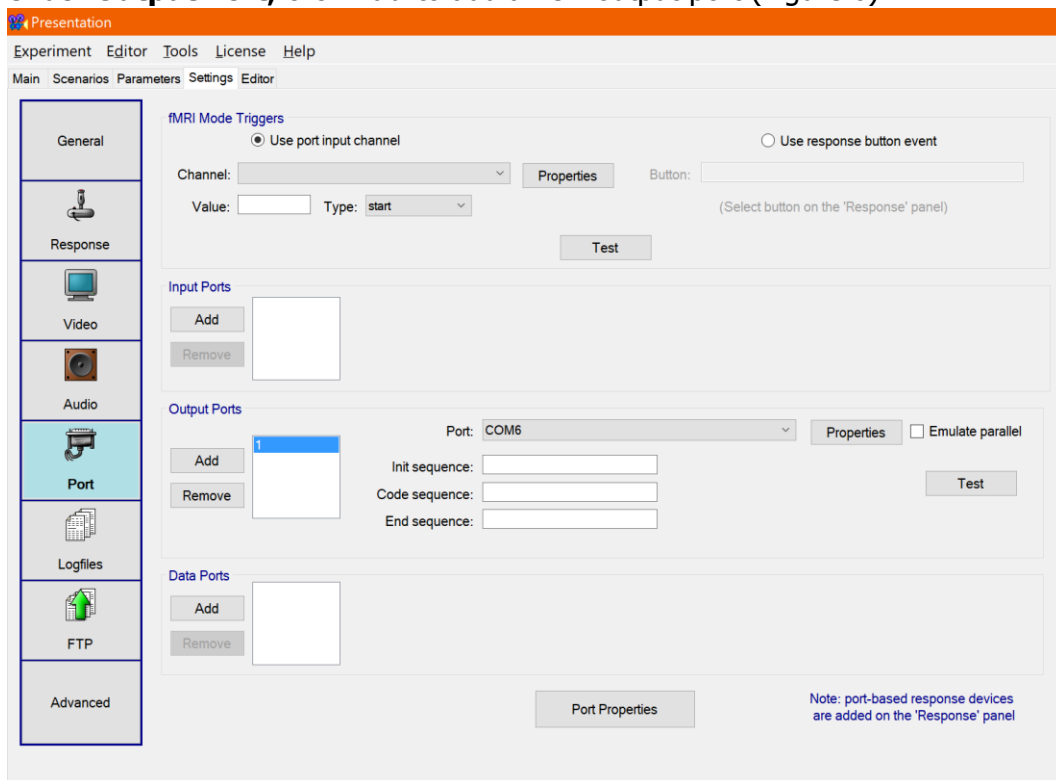 Presentation
Experiment Editor Tools License Help
Main Scenarios Parameters Settings Editor
General
Response
Video
Audio
Port
Logfiles
FTP
Advanced
fMRI Mode Triggers
Use port input channel
Use response button event
Channel:
Properties
Button:
Value:
Type: start
(Select button on the 'Response' panel)
Test
Input Ports
Add
Remove
Output Ports
Add
Remove
1
Port: COM6
Properties
Emulate parallel
Init sequence:
Code sequence:
End sequence:
Test
Data Ports
Add
Remove
Port Properties
Note: port-based response devices
are added on the 'Response' panel